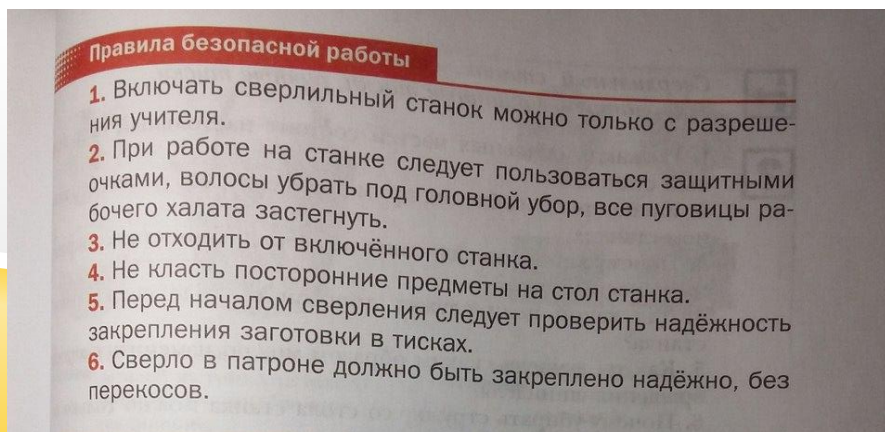 Правила безопасной работы
1. Включать сверлильный станок можно только с разреше-
ния учителя.
2. При работе на станке следует пользоваться защитными
очками, волосы убрать под головной убор, все пуговицы ра-
бочего халата застегнуть.
3. Не отходить от включённого станка.
4. Не класть посторонние предметы на стол станка.
5. Перед началом сверления следует проверить надёжность
закрепления заготовки в тисках.
6. Сверло в патроне должно быть закреплено надёжно, без
перекосов.